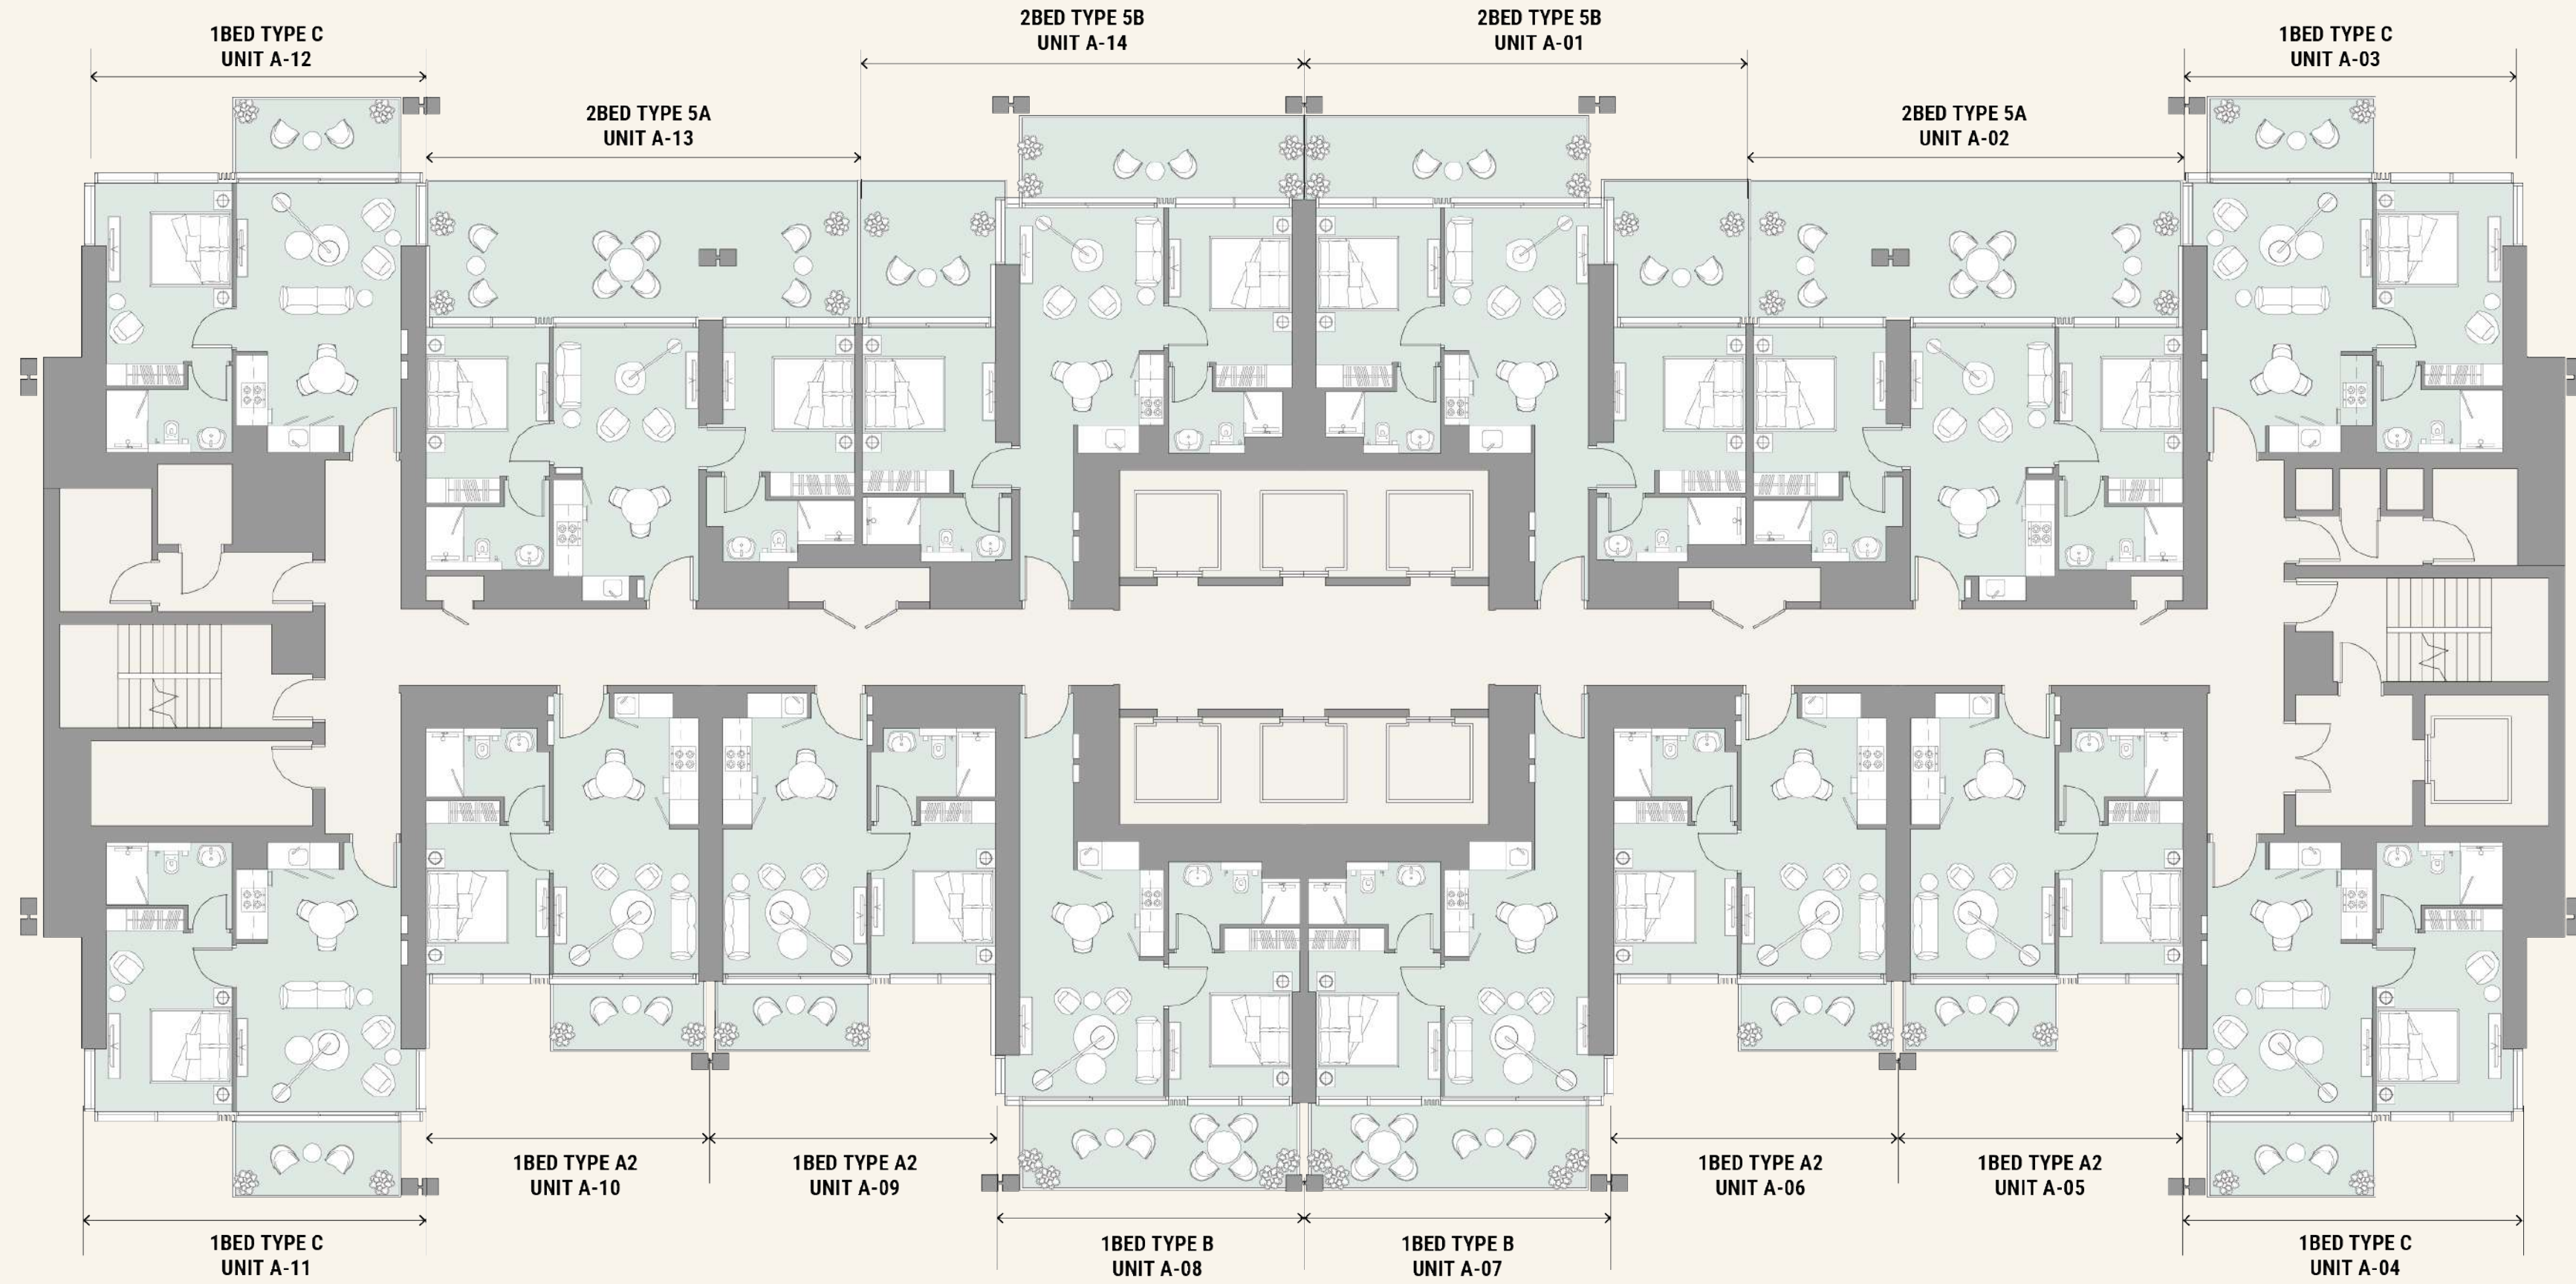 1BED TYPE C
UNIT A-12
2BED TYPE 5A
UNIT A-13
2BED TYPE 5B
UNIT A-14
2BED TYPE 5B
UNIT A-01
2BED TYPE 5A
UNIT A-02
1BED TYPE C
UNIT A-03
1BED TYPE C
UNIT A-11
1BED TYPE A2
UNIT A-10
1BED TYPE A2
UNIT A-09
1BED TYPE B
UNIT A-08
1BED TYPE B
UNIT A-07
1BED TYPE A2
UNIT A-06
1BED TYPE A2
UNIT A-05
1BED TYPE C
UNIT A-04